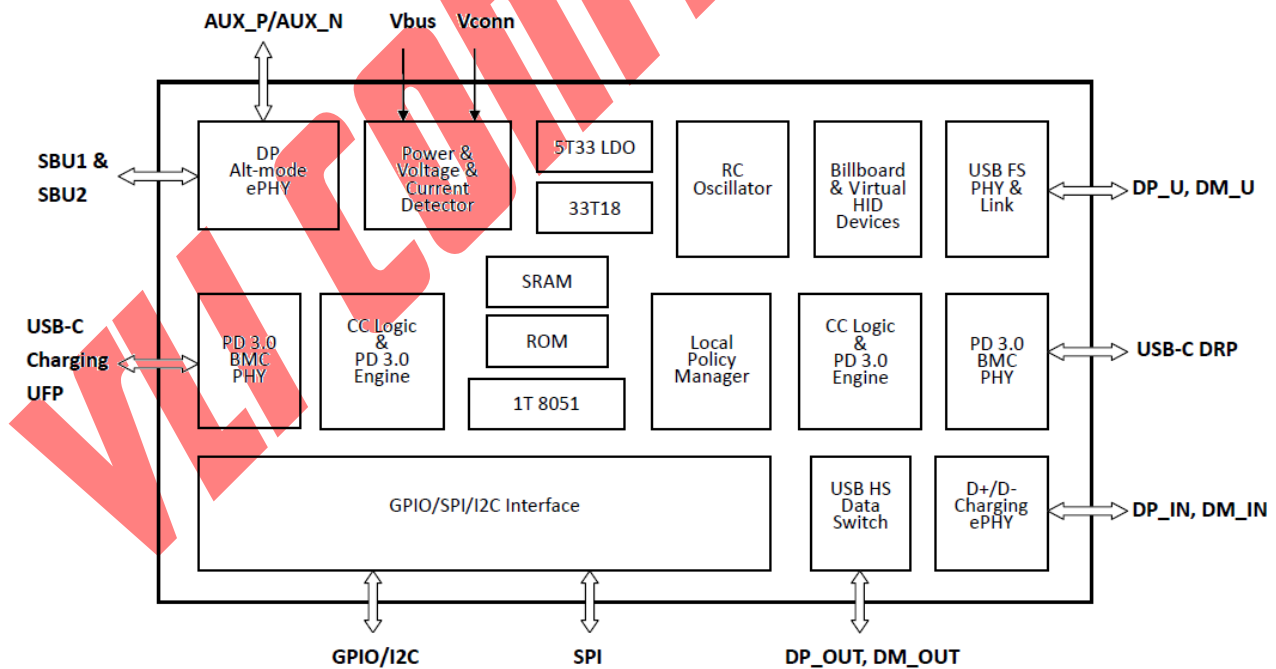 AUX_P/AUX_N
Vbus
Vconn
SBU1 &
SBU2
DP
Alt-mode
ePHY
Power &
Voltage &
Current
Detector
5T33 LDO
33T18
RC
Oscillator
Billboard
& Virtual
HID
Devices
USB FS
PHY &
Link
DP_U, DM_U
USB-C
Charging
UFP
PD 3.0
BMC
PHY
CC Logic
&
PD 3.0
Engine
SRAM
ROM
1T 8051
Local
Policy
Manager
CC Logic
&
PD 3.0
Engine
PD 3.0
BMC
PHY
USB-C DRP
GPIO/SPI/I2C Interface
USB HS
Data
Switch
D+/D-
Charging
ePHY
DP_IN, DM_IN
GPIO/I2C
SPI
DP_OUT, DM_OUT